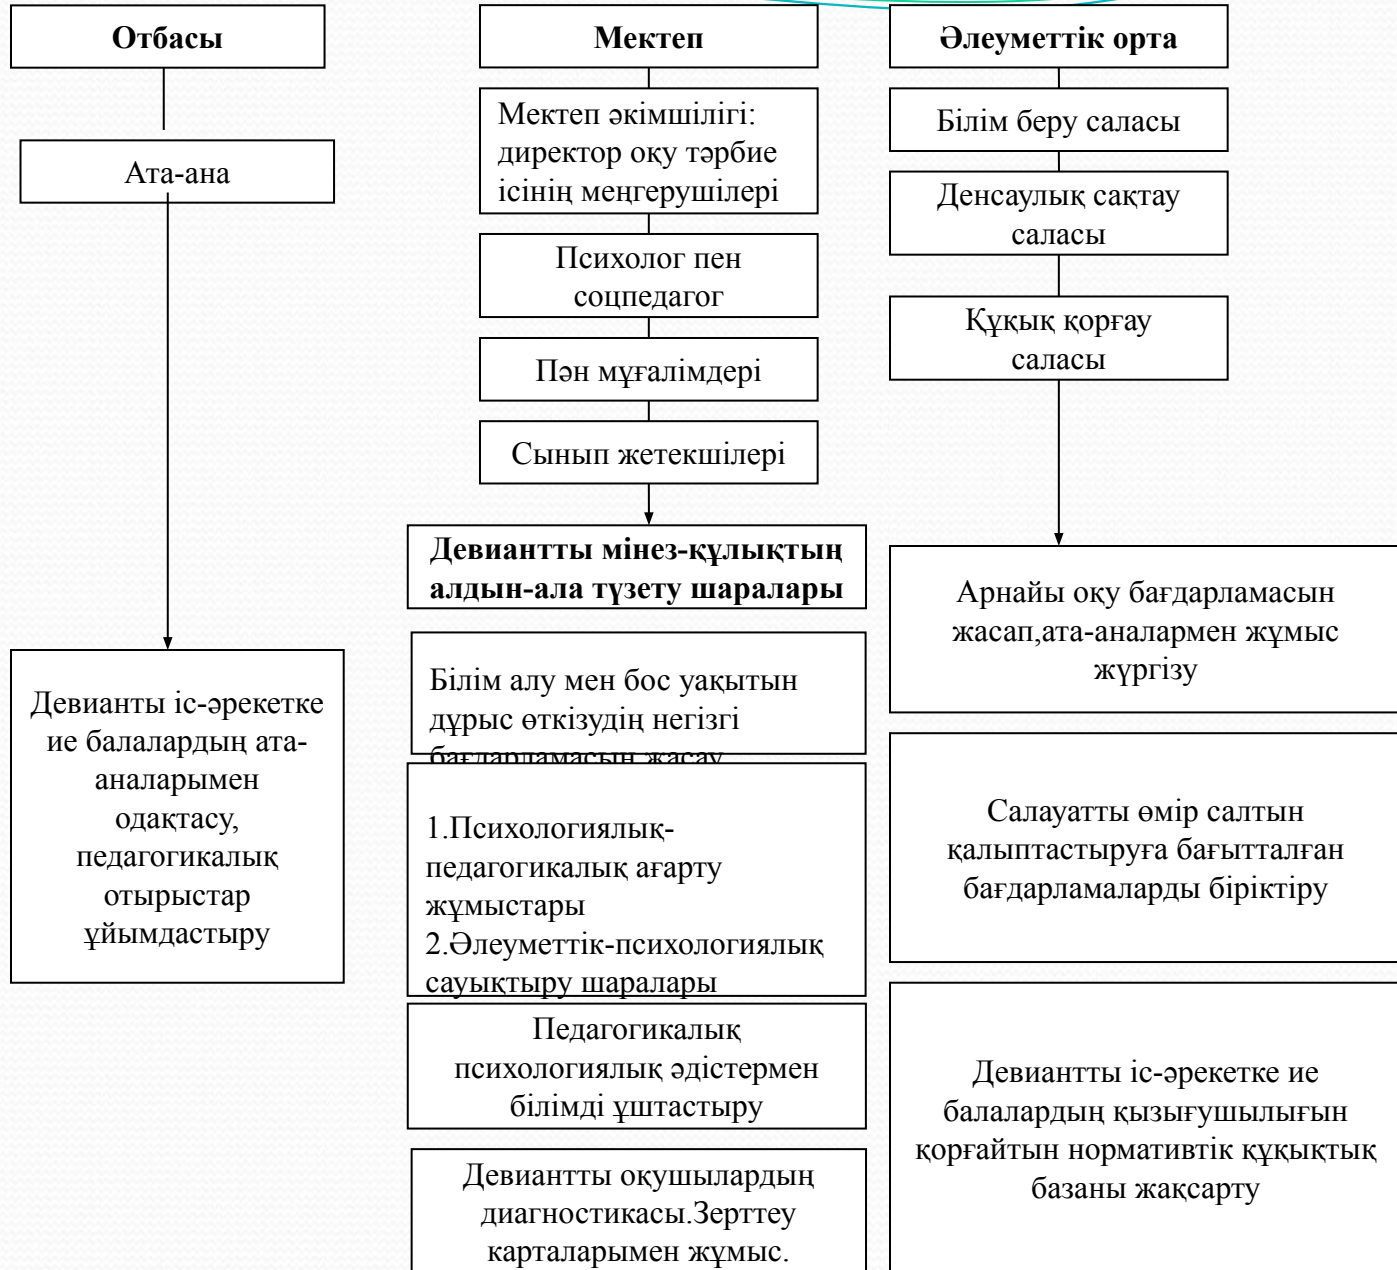 Отбасы
Ата-ана
Девианты іс-әрекетке
ие балалардың ата-
аналарымен
одақтасу,
педагогикалық
отырыстар
ұйымдастыру
Мектеп
Мектеп әкімшілігі:
директор оқу тәрбие
ісінің меңгерушілері
Психолог пен
соцпедагог
Пән мұғалімдері
Сынып жетекшілері
Девиантты мінез-құлықтың
алдын-ала түзету шаралары
Білім алу мен бос уақытын
дұрыс өткізудің негізгі
бағдарламасын жасау
1.Психологиялық-
педагогикалық ағарту
жұмыстары
2.Әлеуметтік-психологиялық
сауықтыру шаралары
Педагогикалық
психологиялық әдістермен
білімді ұштастыру
Девиантты оқушылардың
диагностикасы.Зерттеу
карталарымен жұмыс.
Әлеуметтік орта
Білім беру саласы
Денсаулық сақтау
саласы
Құқық қорғау
саласы
Арнайы оқу бағдарламасын
жасап,ата-аналармен жұмыс
жүргізу
Салауатты өмір салтын
қалыптастыруға бағытталған
бағдарламаларды біріктіру
Девиантты іс-әрекетке ие
балалардың қызығушылығын
қорғайтын нормативтік құқықтық
базаны жақсарту